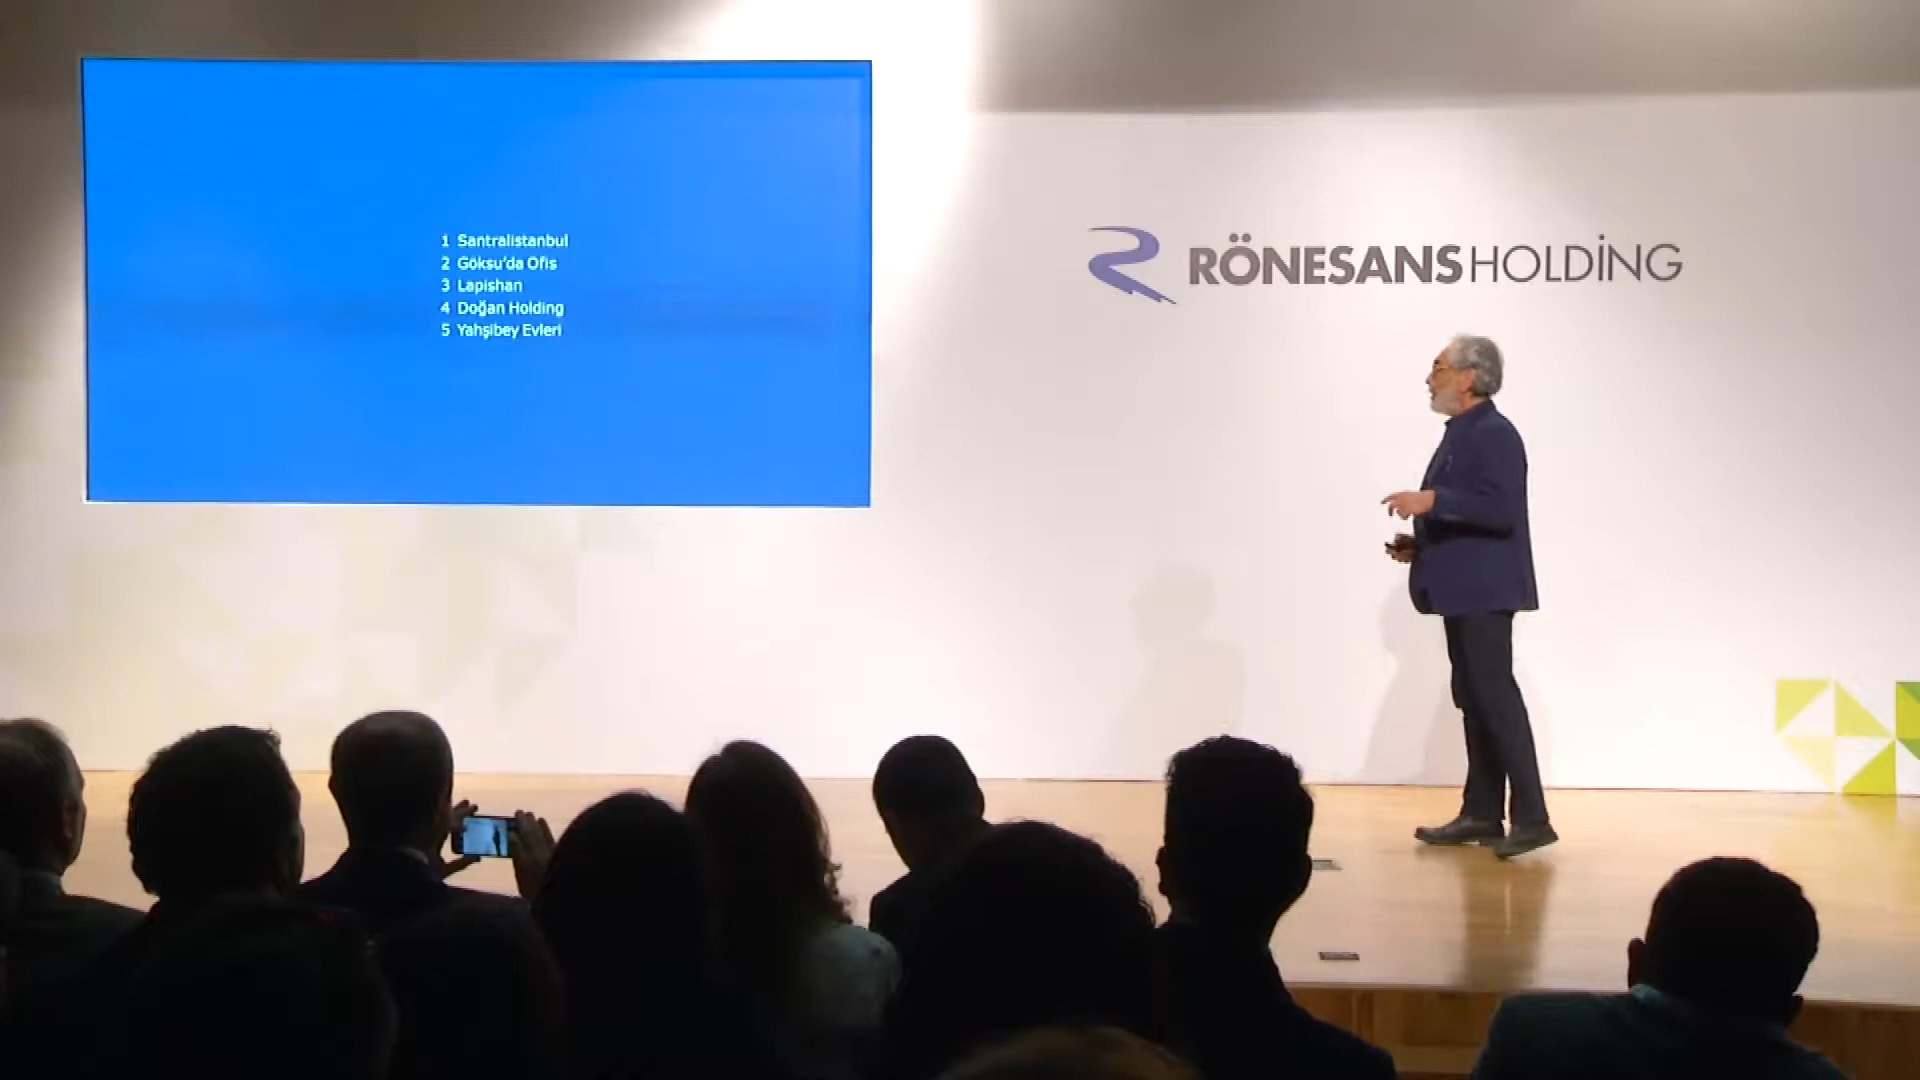 1 Santralistanbul
2 Göksu'da Ofis
3 Lapishan
4 Doğan Holding
5 Yahşibey Evleri
RÖNESANS HOLDİNG